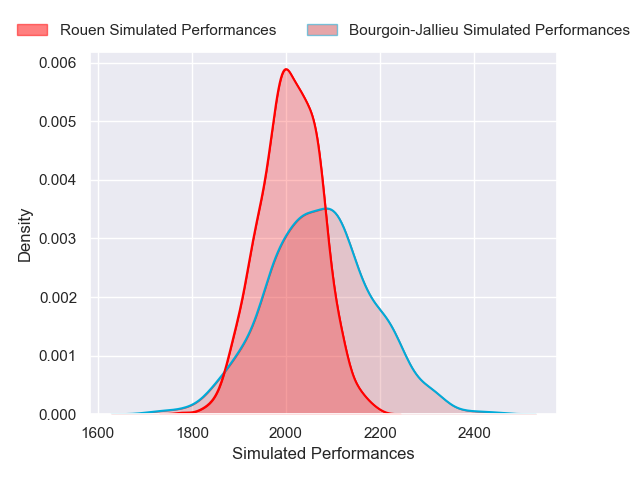 Rouen Simulated Performances
Bourgoin-Jallieu Simulated Performances
0.006
0.005
0.004
0.003
0.002
0.001
0.000
Density
1600 1800 2000 2200 2400
Simulated Performances